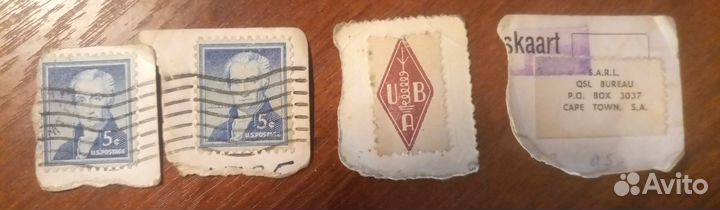 5¢
U.S. POSTAGE
5¢
U.S. POSTAGE
U B
A
skaart
S.A.R.L.
QSL BUREAU
P.O. BOX 3037
CAPE TOWN, S.A.
Avito